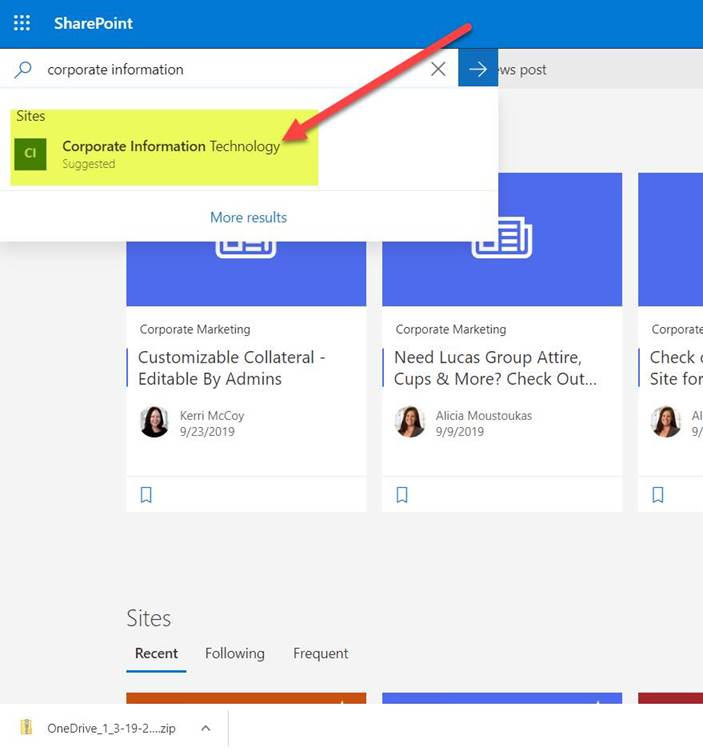 SharePoint
corporate information
ws post
Sites
CI
Corporate Information Technology
Suggested
More results
Corporate Marketing
Customizable Collateral -
Editable By Admins
Kerri McCoy
9/23/2019
Corporate Marketing
Need Lucas Group Attire,
Cups & More? Check Out...
Alicia Moustoukas
9/9/2019
Corporate
Check
Site for
Al
9/
Sites
Recent Following Frequent
OneDrive_1_3-19-2....zip